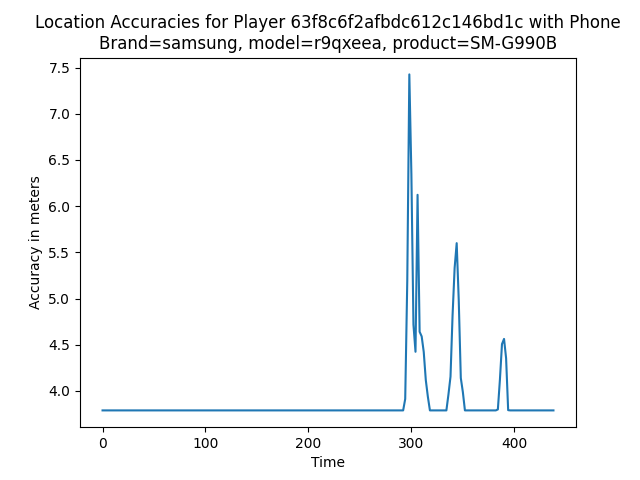 Location Accuracies for Player 63f8c6f2afbdc612c146bd1c with Phone
Brand=samsung, model=r9qxeea, product=SM-G990B
7.5
7.0
6.5
6.0
5.5
5.0
4.5
4.0
Accuracy in meters
0 100 200 300 400
Time